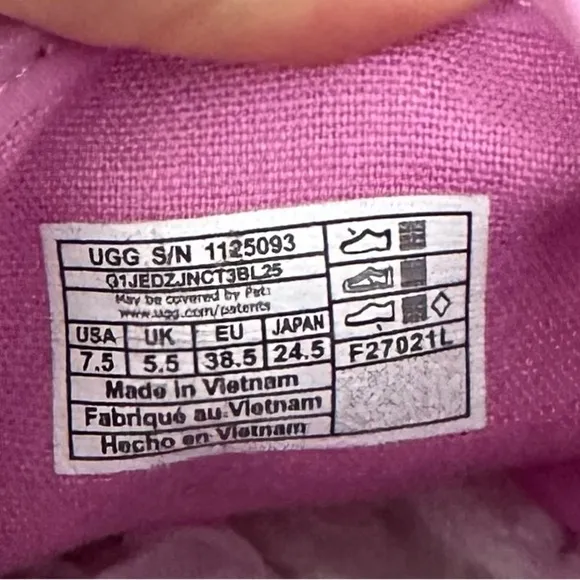 UGG S/N 1125093
Q1JEDZJNCT3BL25
May be covered by Pat:
www.ugg.com/patents
USA UK EU JAPAN
7.5 5.5 38.5 24.5
Made in Vietnam
Fabriqué au Vietnam
Hecho en Vietnam
F27021L